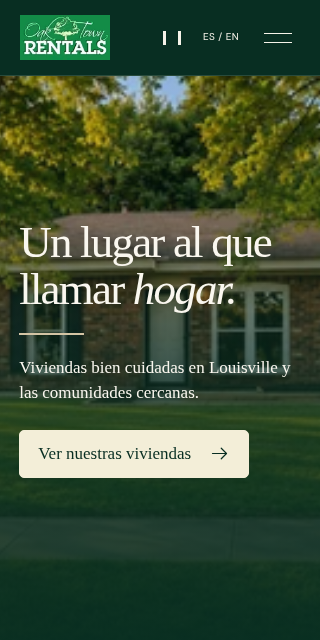 Oak Town
RENTALS
ES / EN
Un lugar al que
llamar hogar.
Viviendas bien cuidadas en Louisville y
las comunidades cercanas.
Ver nuestras viviendas